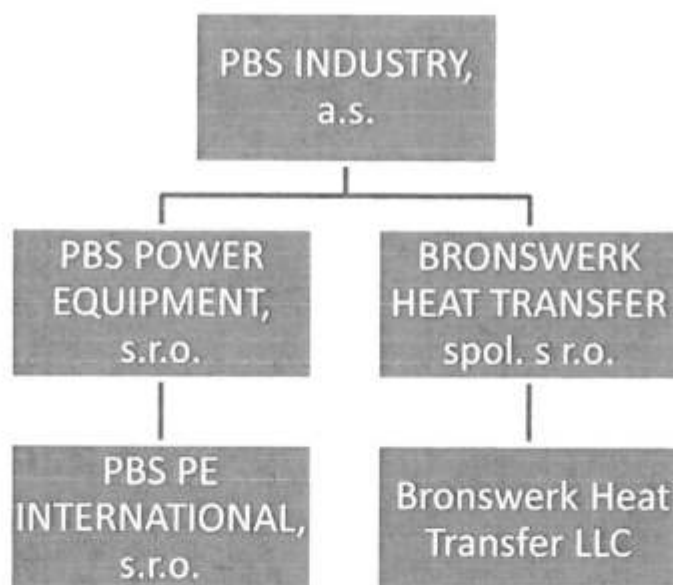 PBS INDUSTRY,
a.s.
PBS POWER
EQUIPMENT,
s.r.o.
BRONSWERK
HEAT TRANSFER
spol. s r.o.
PBS PE
INTERNATIONAL,
s.r.o.
Bronswerk Heat
Transfer LLC